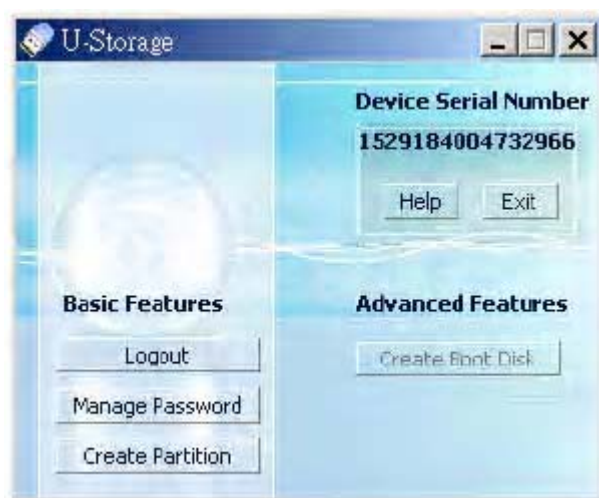 U-Storage
Device Serial Number
1529184004732966
Help Exit
Basic Features
Advanced Features
Logout
Create Boot Disk
Manage Password
Create Partition